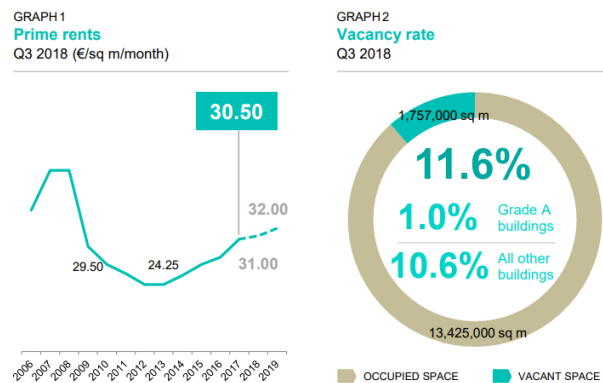 GRAPH 1
Prime rents
Q3 2018 (€/sq m/month)
30.50
32.00
29.50
24.25
31.00
2006
2007
2008
2009
2010
2011
2012
2013
2014
2015
2016
2017
2018
2019
GRAPH 2
Vacancy rate
Q3 2018
1,757,000 sq m
11.6%
1.0% Grade A
buildings
10.6% All other
buildings
13,425,000 sq m
OCCUPIED SPACE
VACANT SPACE